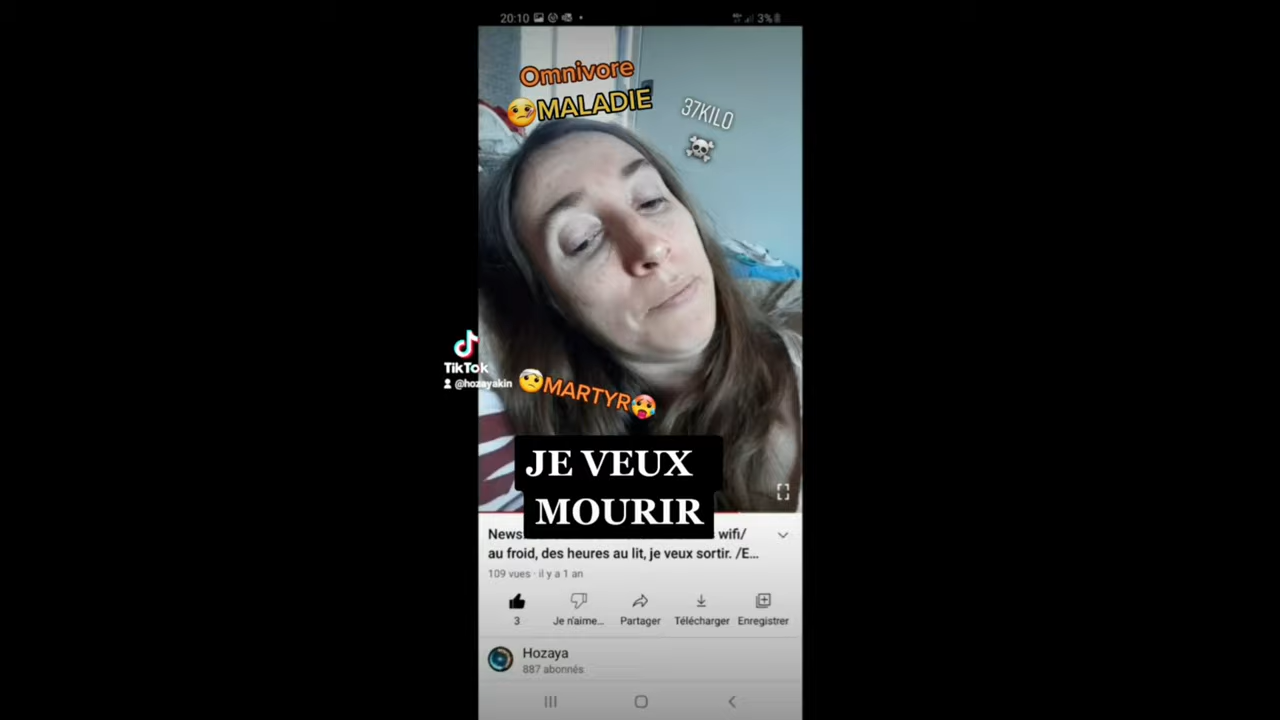 20:10
3%
Omnivore
MALADIE
37KILO
TikTok
@hozayakin
MARTYR
JE VEUX
MOURIR
News wifi/
au froid, des heures au lit, je veux sortir. /E...
109 vues · il y a 1 an
3
Je n'aime...
Partager
Télécharger
Enregistrer
Hozaya
887 abonnés